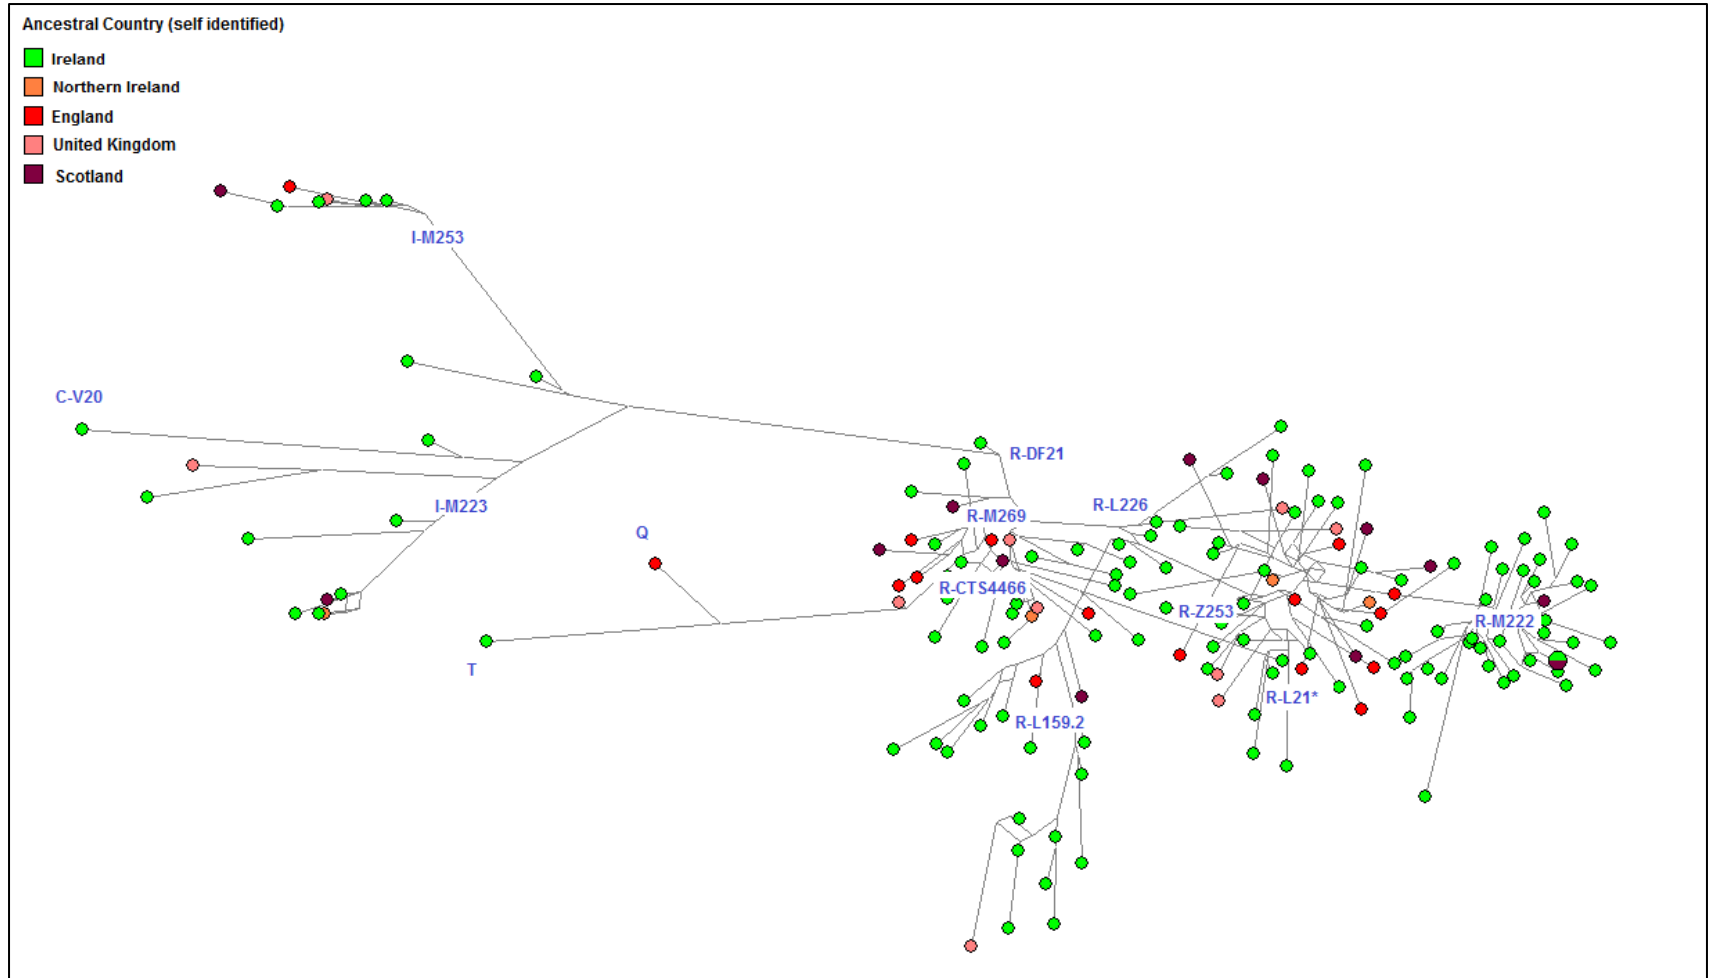 Ancestral Country (self identified)
Ireland
Northern Ireland
England
United Kingdom
Scotland
I-M253
C-V20
R-DF21
R-L226
I-M223
R-M269
Q
R-CTS4466
R-Z253
R-M222
T
R-L21*
R-L159.2